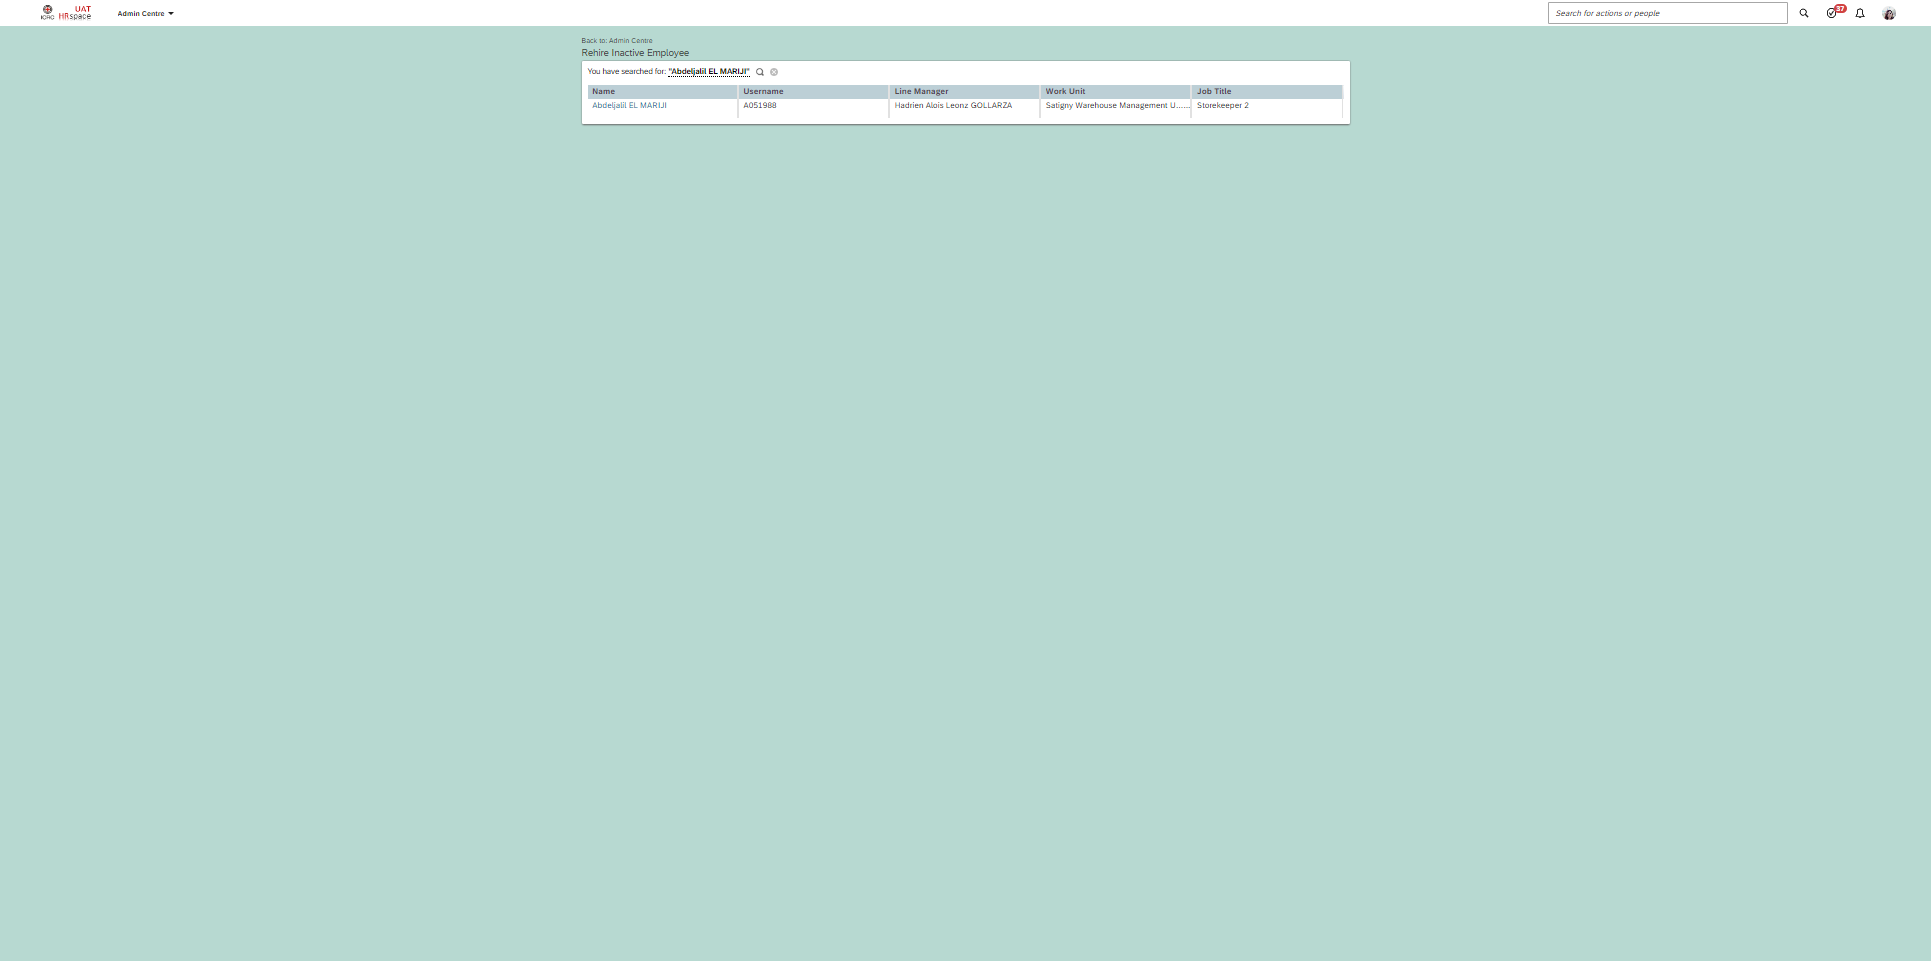 UAT
ICRC HRspace
Admin Centre
Search for actions or people
37
Back to: Admin Centre
Rehire Inactive Employee
You have searched for: "Abdeljalil EL MARIJI"
Name Username Line Manager Work Unit Job Title
Abdeljalil EL MARIJI A051988 Hadrien Alois Leonz GOLLARZA Satigny Warehouse Management U...... Storekeeper 2